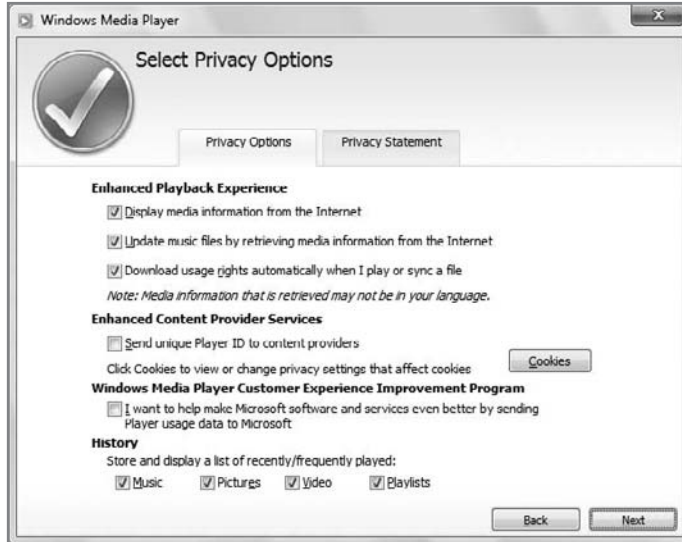 Windows Media Player
Select Privacy Options
Privacy Options
Privacy Statement
Enhanced Playback Experience
Display media information from the Internet
Update music files by retrieving media information from the Internet
Download usage rights automatically when I play or sync a file
Note: Media information that is retrieved may not be in your language.
Enhanced Content Provider Services
Send unique Player ID to content providers
Click Cookies to view or change privacy settings that affect cookies
Cookies
Windows Media Player Customer Experience Improvement Program
I want to help make Microsoft software and services even better by sending
Player usage data to Microsoft
History
Store and display a list of recently/frequently played:
Music Pictures Video Playlists
Back Next